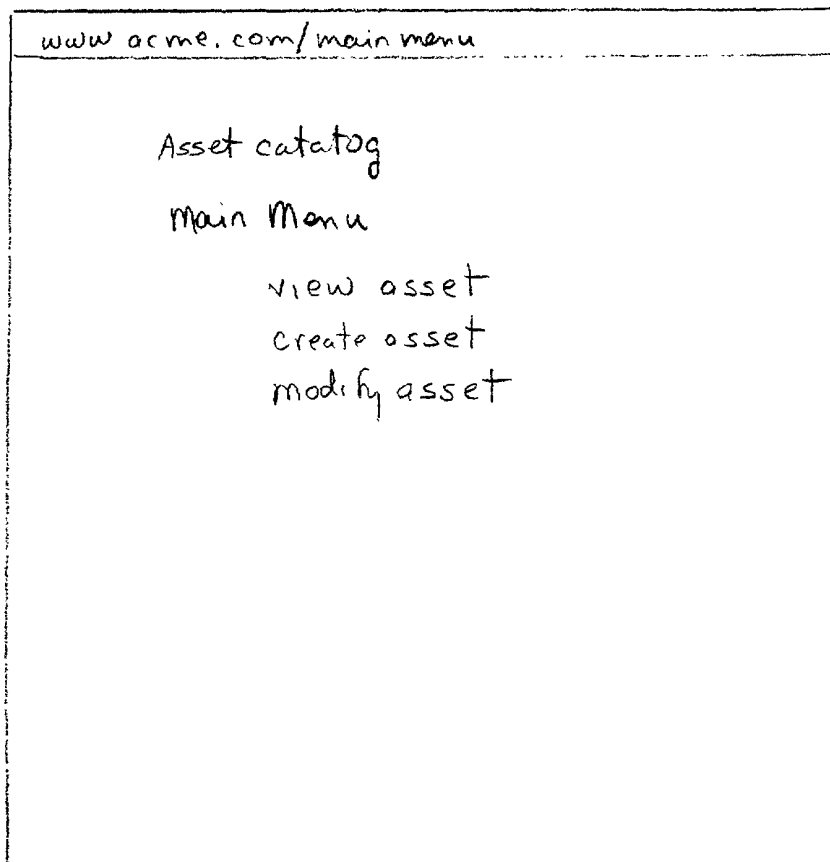 www acme.com/main menu
Asset catatog
Main Menu
view asset
create asset
modify asset